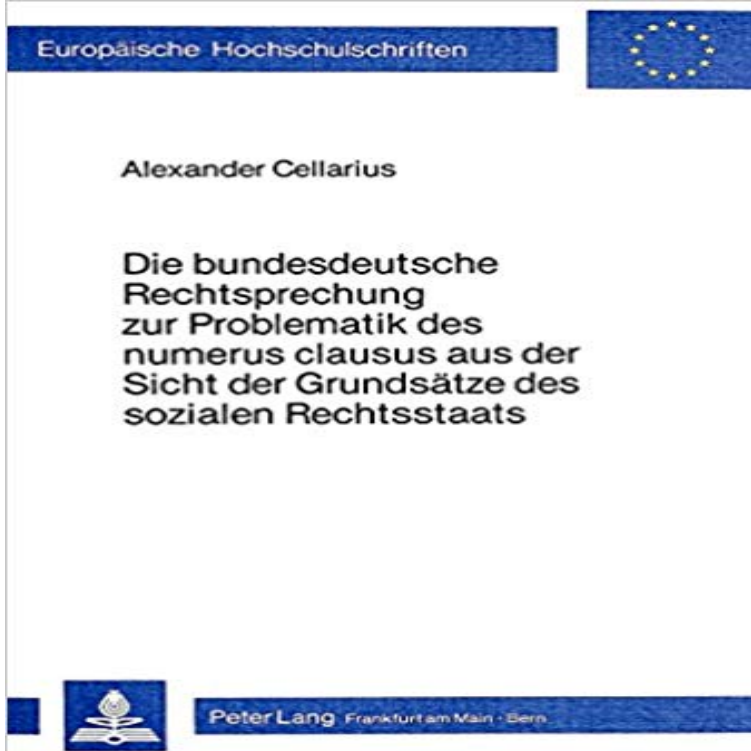 Europäische Hochschulschriften
Alexander Cellarius
Die bundesdeutsche
Rechtsprechung
zur Problematik des
numerus clausus aus der
Sicht der Grundsätze des
sozialen Rechtsstaats
Peter Lang Frankfurt am Main · Bern